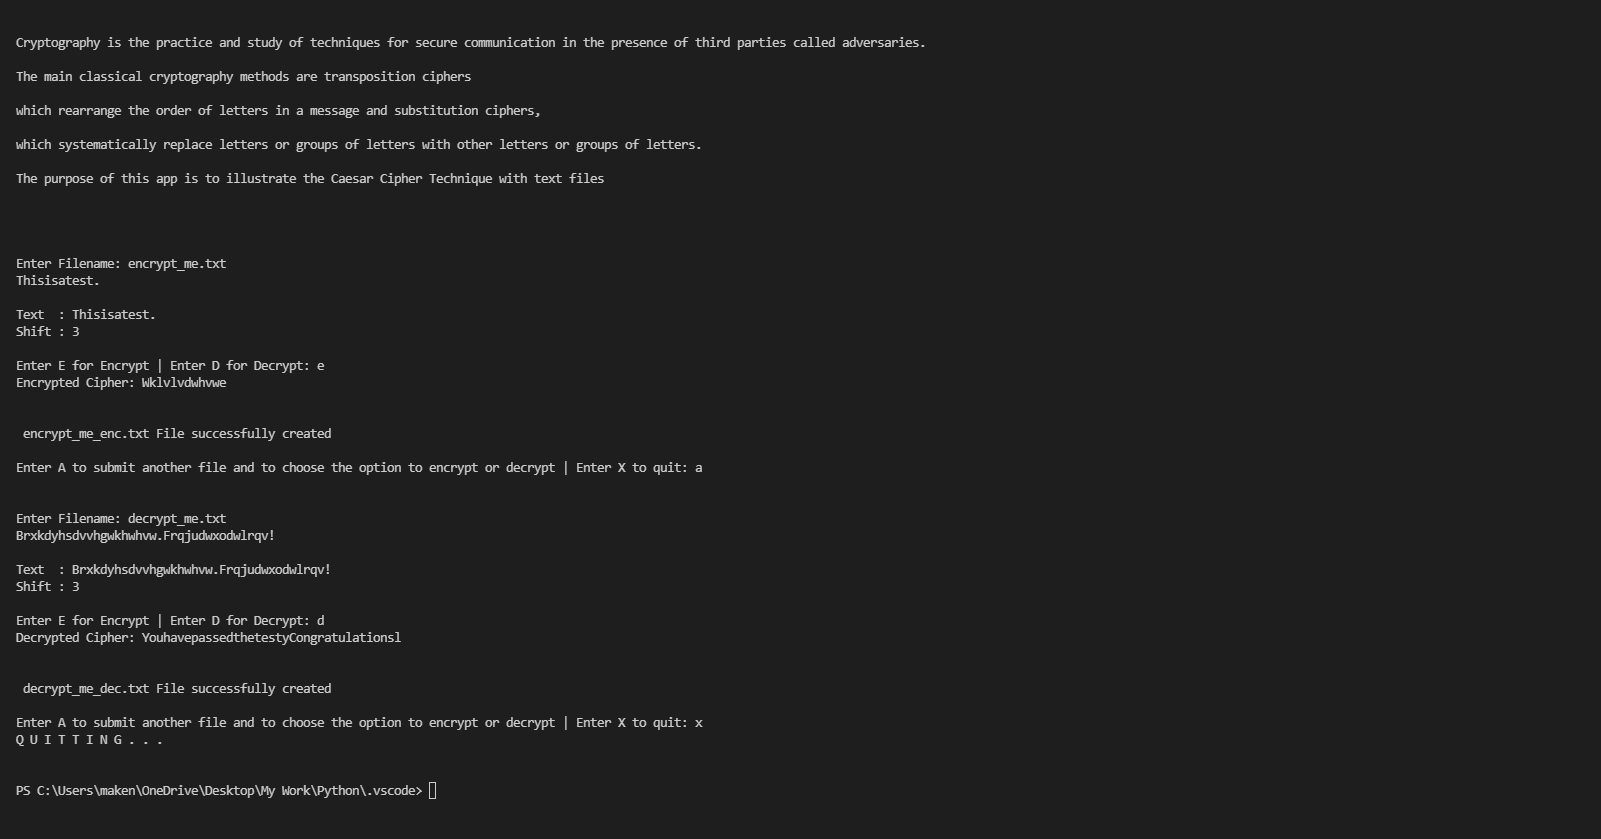 Cryptography is the practice and study of techniques for secure communication in the presence of third parties called adversaries.
The main classical cryptography methods are transposition ciphers
which rearrange the order of letters in a message and substitution ciphers,
which systematically replace letters or groups of letters with other letters or groups of letters.
The purpose of this app is to illustrate the Caesar Cipher Technique with text files
Enter Filename: encrypt_me.txt
Thisisatest.
Text  : Thisisatest.
Shift : 3
Enter E for Encrypt | Enter D for Decrypt: e
Encrypted Cipher: Wklvlvdwhvwe
encrypt_me_enc.txt File successfully created
Enter A to submit another file and to choose the option to encrypt or decrypt | Enter X to quit: a
Enter Filename: decrypt_me.txt
Brxkdyhsdvvhgwkhwhvw.Frqjudwxodwlrqv!
Text  : Brxkdyhsdvvhgwkhwhvw.Frqjudwxodwlrqv!
Shift : 3
Enter E for Encrypt | Enter D for Decrypt: d
Decrypted Cipher: YouhavepassedthetestyCongratulationsl
decrypt_me_dec.txt File successfully created
Enter A to submit another file and to choose the option to encrypt or decrypt | Enter X to quit: x
Q U I T T I N G . . .
PS C:\Users\maken\OneDrive\Desktop\My Work\Python\.vscode>